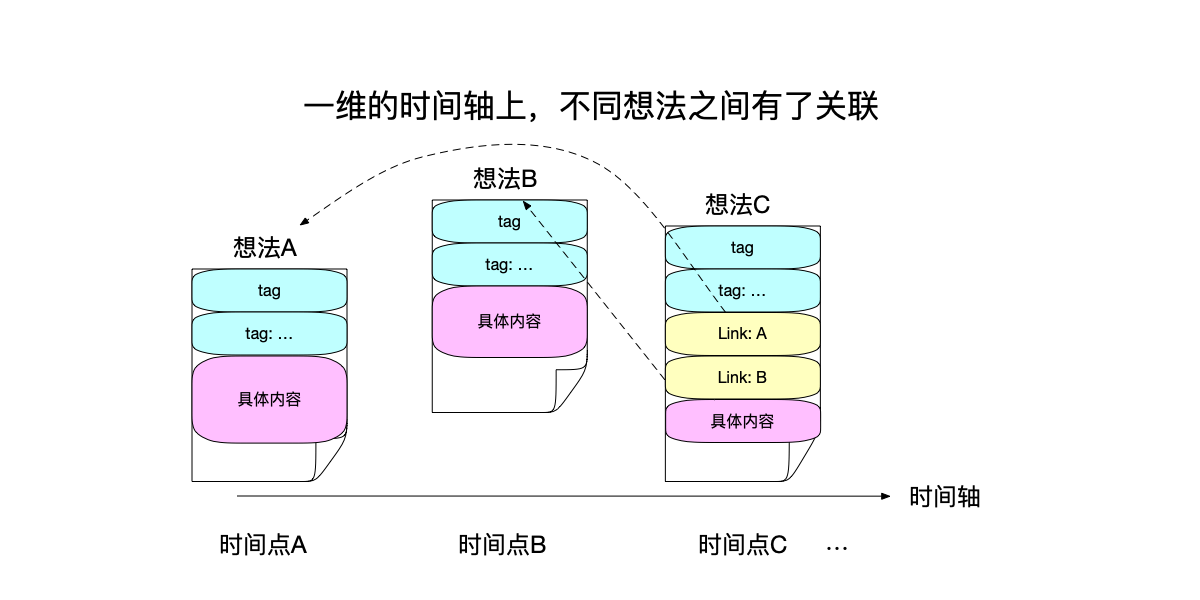 一维的时间轴上，不同想法之间有了关联
想法A
tag
tag: …
具体内容
想法B
tag
tag: …
具体内容
想法C
tag
tag: …
Link: A
Link: B
具体内容
时间轴
时间点A
时间点B
时间点C
…